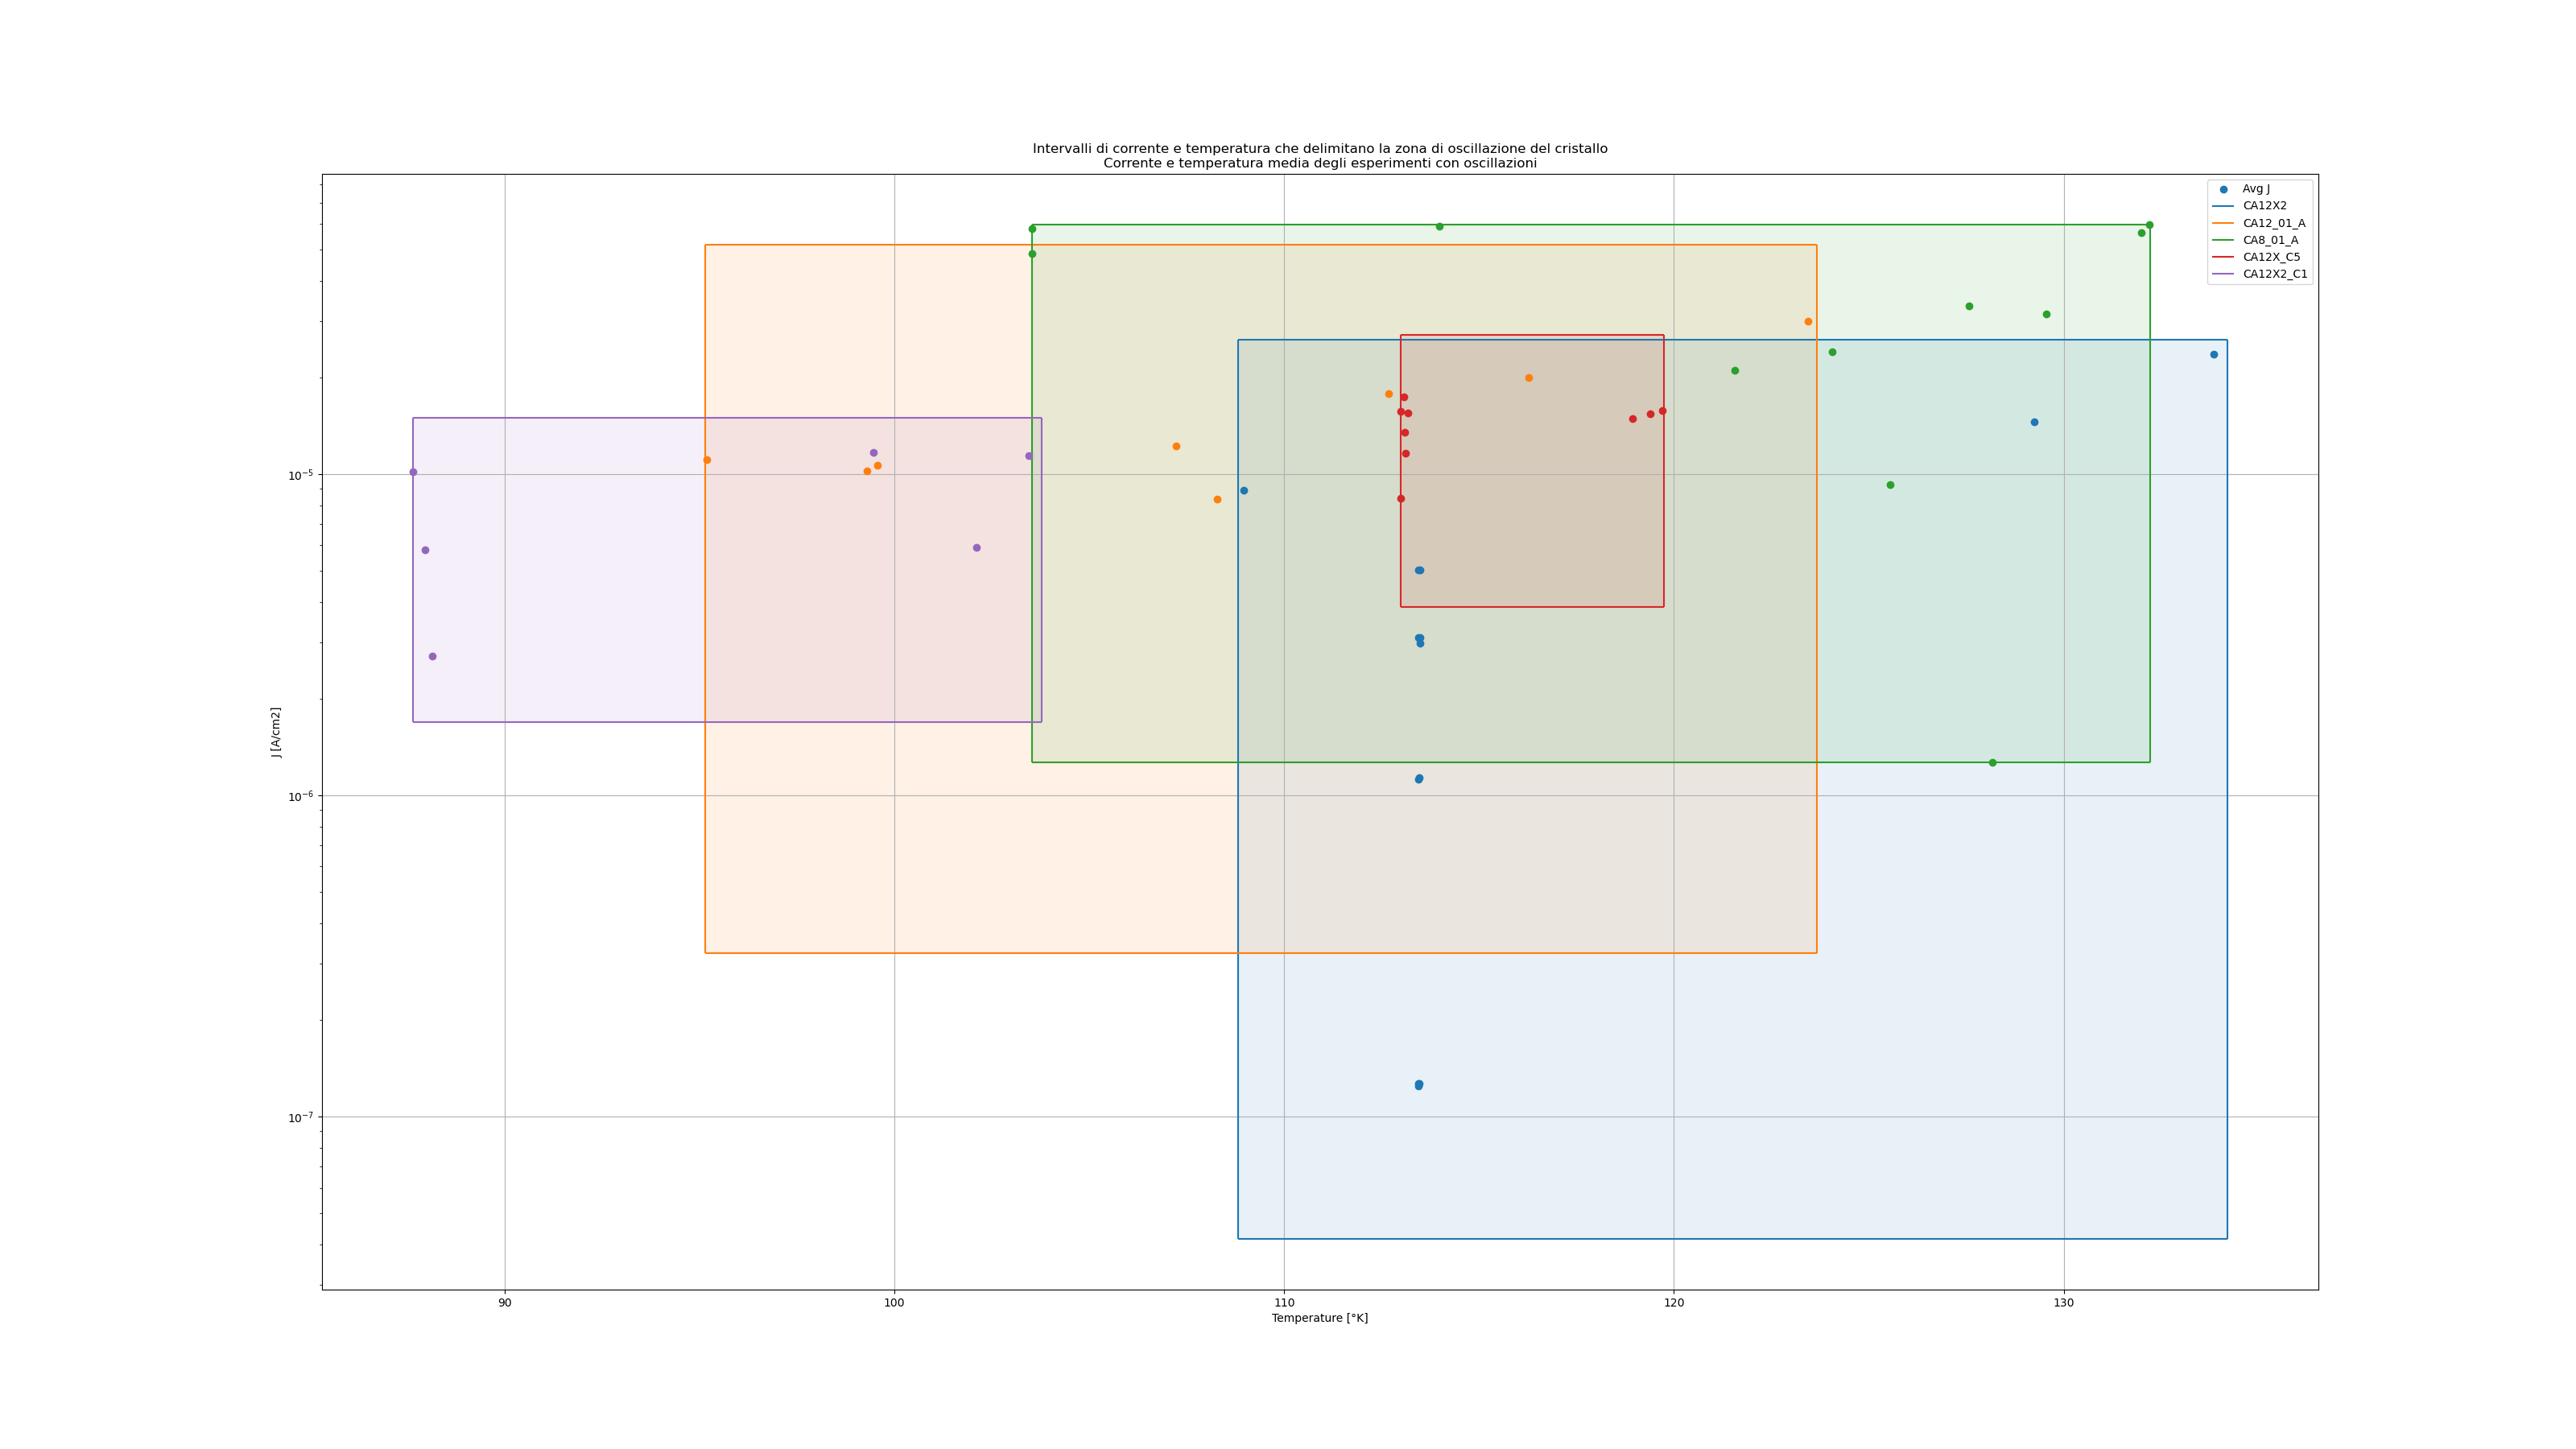 Intervalli di corrente e temperatura che delimitano la zona di oscillazione del cristallo
Corrente e temperatura media degli esperimenti con oscillazioni
Avg J
CA12X2
CA12_01_A
CA8_01_A
CA12X_C5
CA12X2_C1
J [A/cm2]
10⁻⁵
10⁻⁶
10⁻⁷
90
100
110
120
130
Temperature [°K]